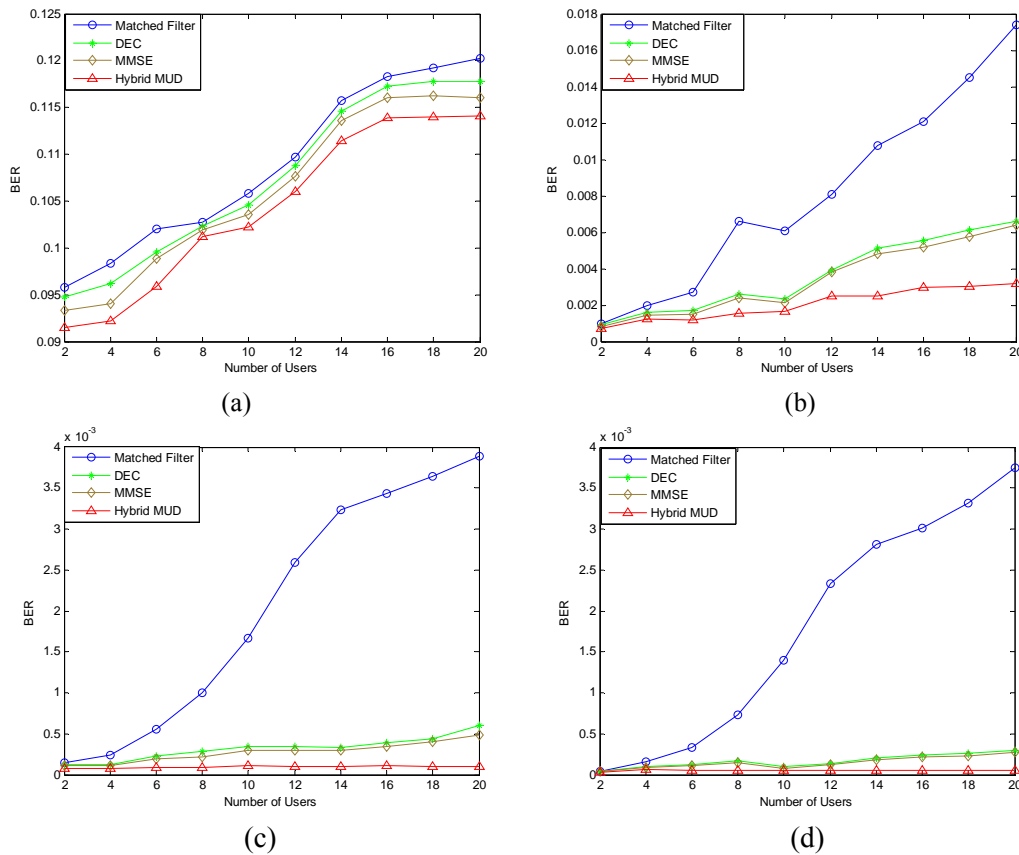 0.125
0.12
0.115
0.11
0.105
0.1
0.095
0.09
BER
Matched Filter
DEC
MMSE
Hybrid MUD
2 4 6 8 10 12 14 16 18 20
Number of Users
(a)
0.018
0.016
0.014
0.012
0.01
0.008
0.006
0.004
0.002
0
BER
Matched Filter
DEC
MMSE
Hybrid MUD
2 4 6 8 10 12 14 16 18 20
Number of Users
(b)
x 10^-3
4
3.5
3
2.5
2
1.5
1
0.5
0
BER
Matched Filter
DEC
MMSE
Hybrid MUD
2 4 6 8 10 12 14 16 18 20
Number of Users
(c)
x 10^-3
4
3.5
3
2.5
2
1.5
1
0.5
0
BER
Matched Filter
DEC
MMSE
Hybrid MUD
2 4 6 8 10 12 14 16 18 20
Number of Users
(d)